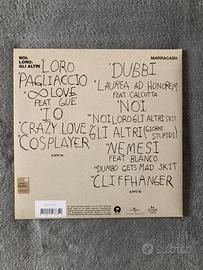 NOI,
LORO,
GLI ALTRI
MARRACASH
LORO
PAGLIACCIO
∞ LOVE
FEAT GUÈ
IO
CRAZY LOVE
COSPLAYER
(LATO A)
DUBBI
LAUREA AD HONOREM
FEAT CALCUTTA
NOI
NOI, LORO, GLI ALTRI SKIT
GLI ALTRI (GIORNI
STUPIDI)
NEMESI
FEAT BLANCO
DUMBO GETS MAD SKIT
CLIFFHANGER
(LATO B)
Subito